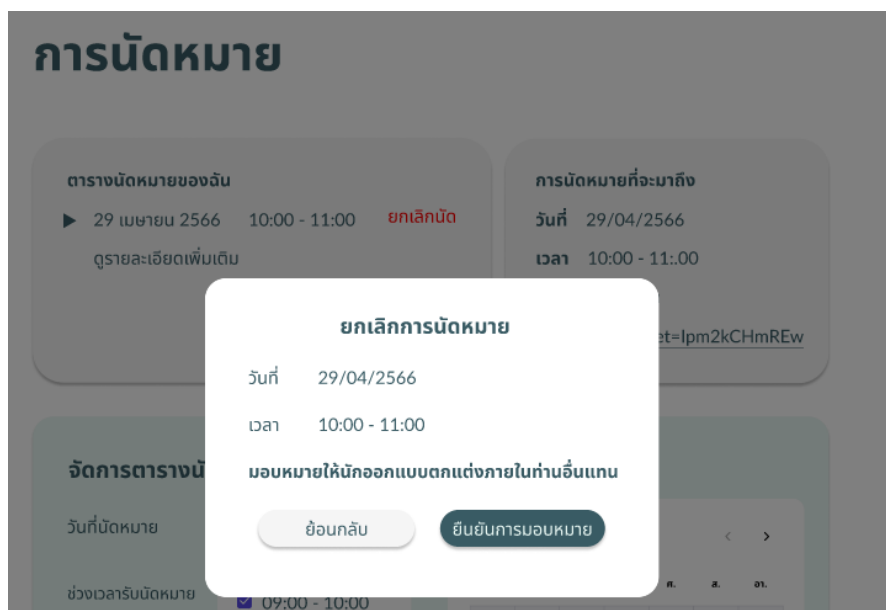 การนัดหมาย
ตารางนัดหมายของฉัน
29 เมษายน 2566 10:00 - 11:00 ยกเลิกนัด
ดูรายละเอียดเพิ่มเติม
การนัดหมายที่จะมาถึง
วันที่ 29/04/2566
เวลา 10:00 - 11:.00
et=Ipm2kCHmREw
ยกเลิกการนัดหมาย
วันที่ 29/04/2566
เวลา 10:00 - 11:00
มอบหมายให้นักออกแบบตกแต่งภายในท่านอื่นแทน
ย้อนกลับ ยืนยันการมอบหมาย
จัดการตารางนั
วันที่นัดหมาย
ช่วงเวลารับนัดหมาย 09:00 - 10:00
ศ. ส. อา.